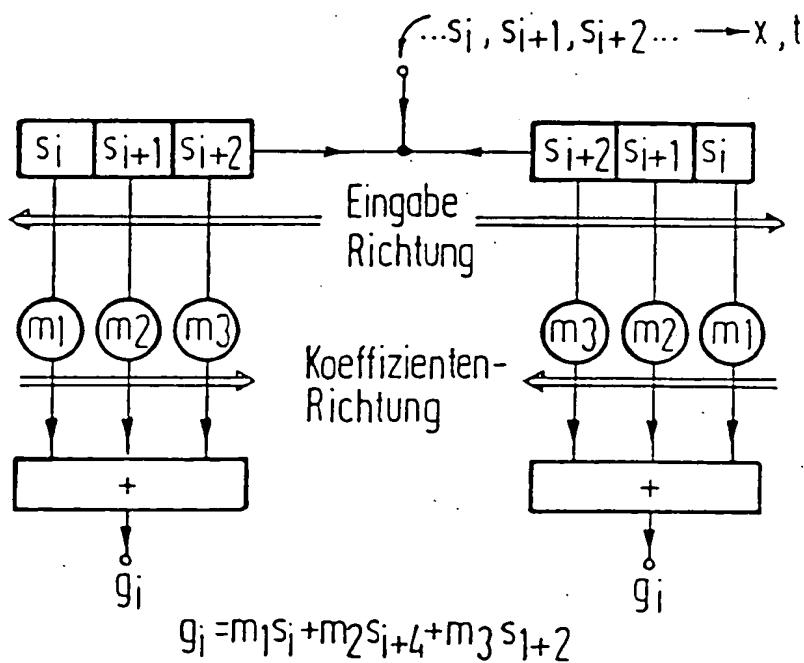 ...si, si+1, si+2... → x, t
si si+1 si+2
si+2 si+1 si
Eingabe
Richtung
m1 m2 m3
m3 m2 m1
Koeffizienten-
Richtung
+
+
gi
gi
gi = m1si + m2si+4 + m3s1+2